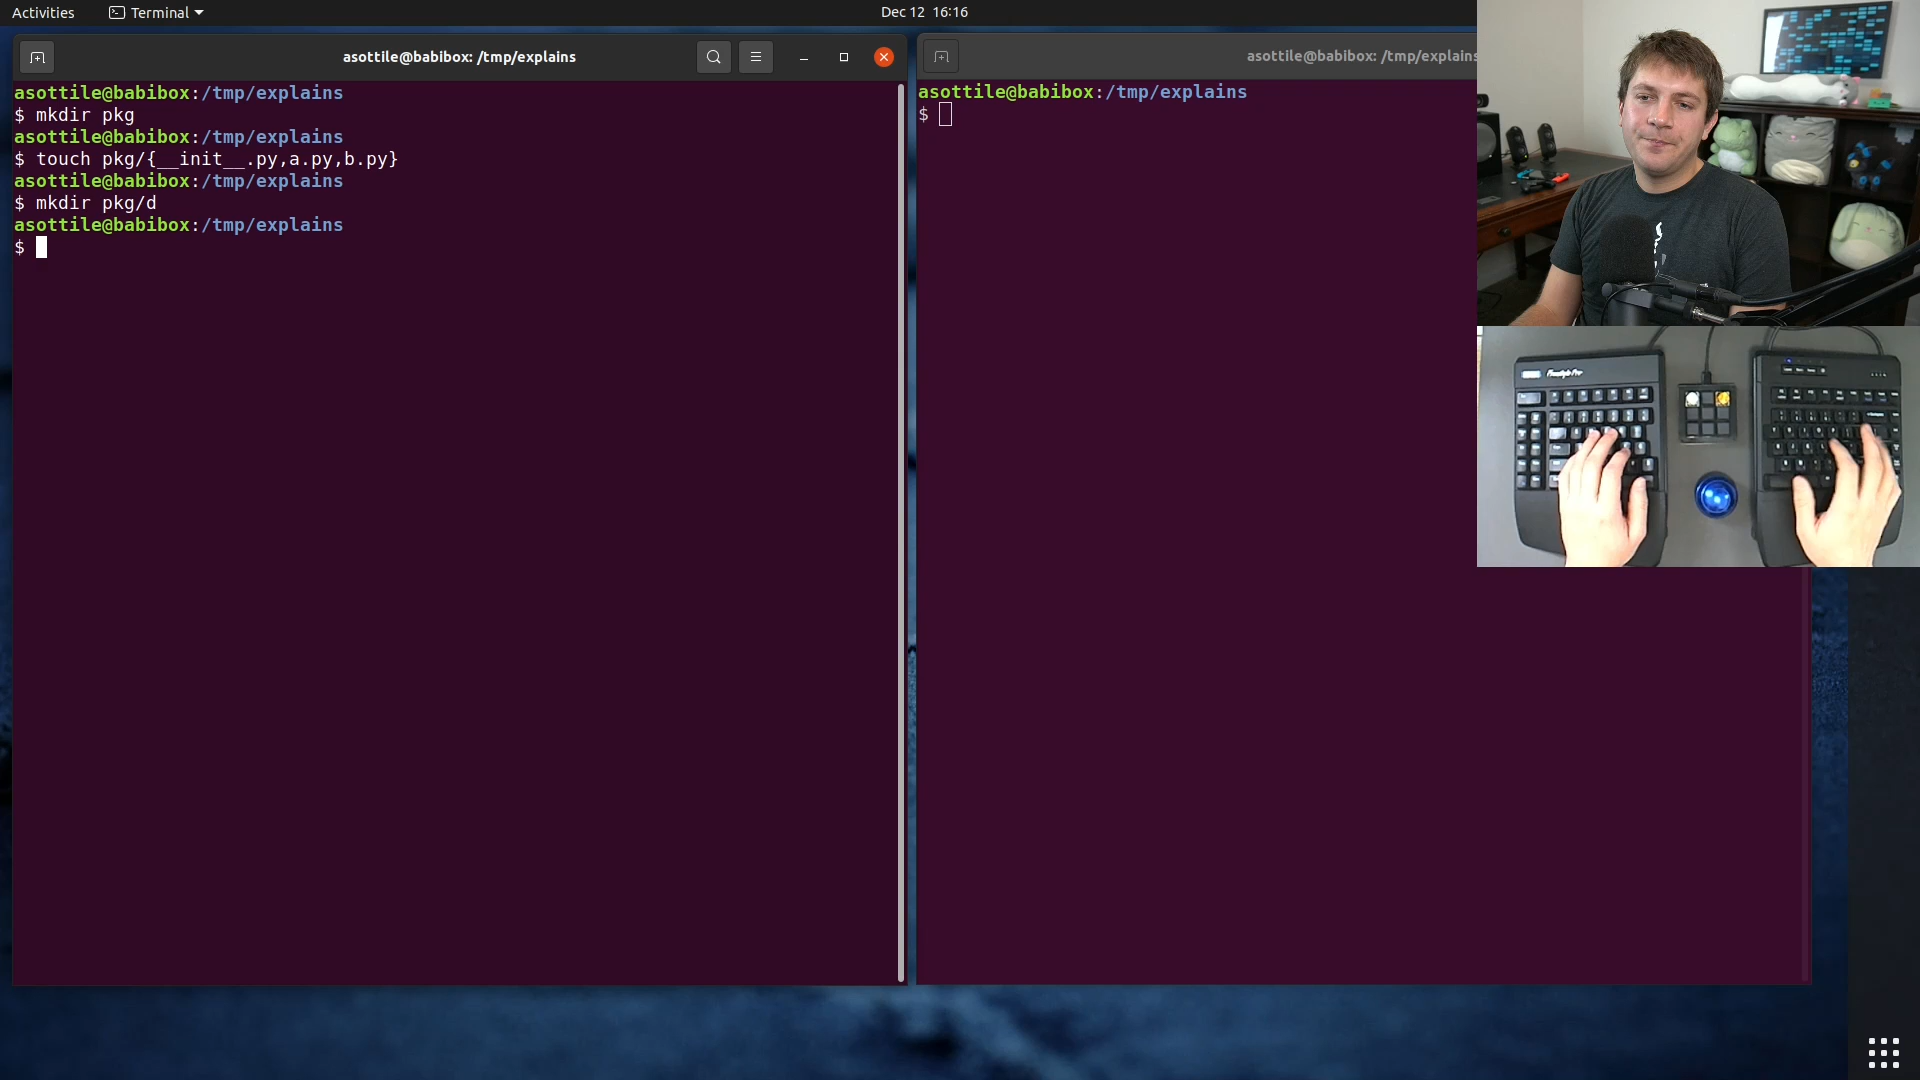 Activities
Terminal
Dec 12 16:16
asottile@babibox: /tmp/explains
asottile@babibox:/tmp/explains
$ mkdir pkg
asottile@babibox:/tmp/explains
$ touch pkg/{__init__.py,a.py,b.py}
asottile@babibox:/tmp/explains
$ mkdir pkg/d
asottile@babibox:/tmp/explains
$
asottile@babibox: /tmp/explains
asottile@babibox:/tmp/explains
$
Freestyle Pro